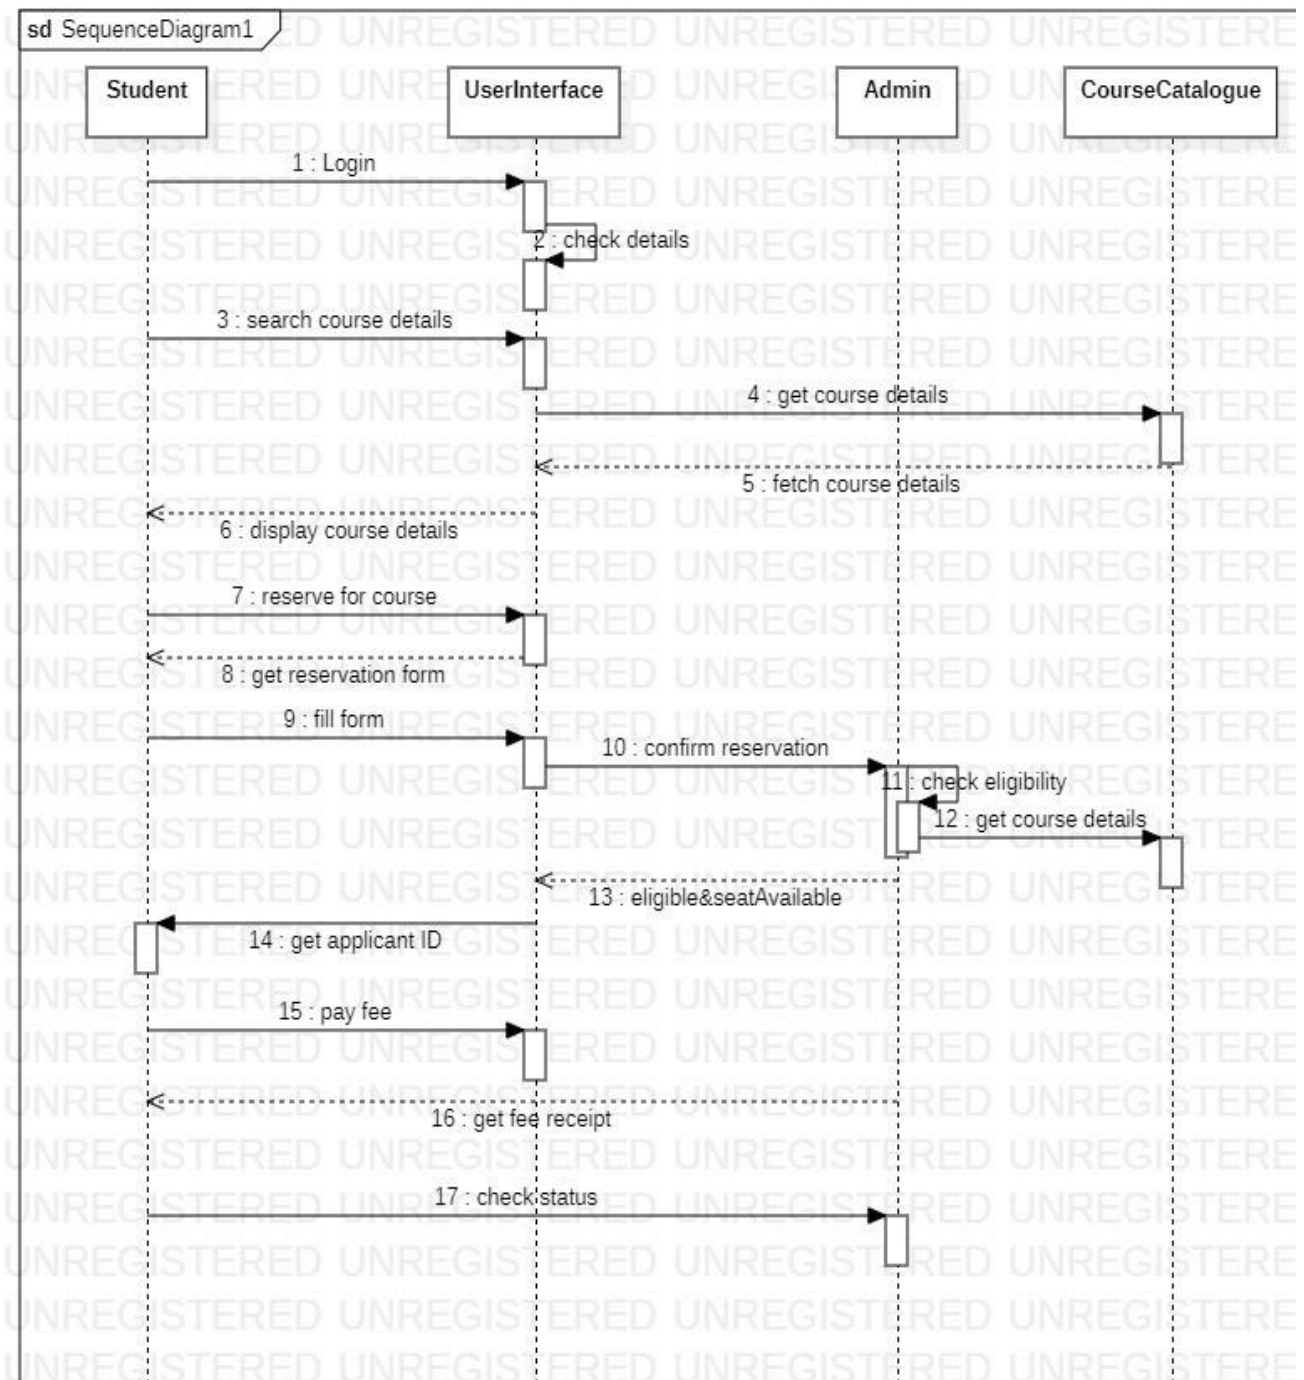 sd SequenceDiagram1
Student
UserInterface
Admin
CourseCatalogue
1 : Login
2 : check details
3 : search course details
4 : get course details
5 : fetch course details
6 : display course details
7 : reserve for course
8 : get reservation form
9 : fill form
10 : confirm reservation
11 : check eligibility
12 : get course details
13 : eligible&seatAvailable
14 : get applicant ID
15 : pay fee
16 : get fee receipt
17 : check status
UNREGISTERED